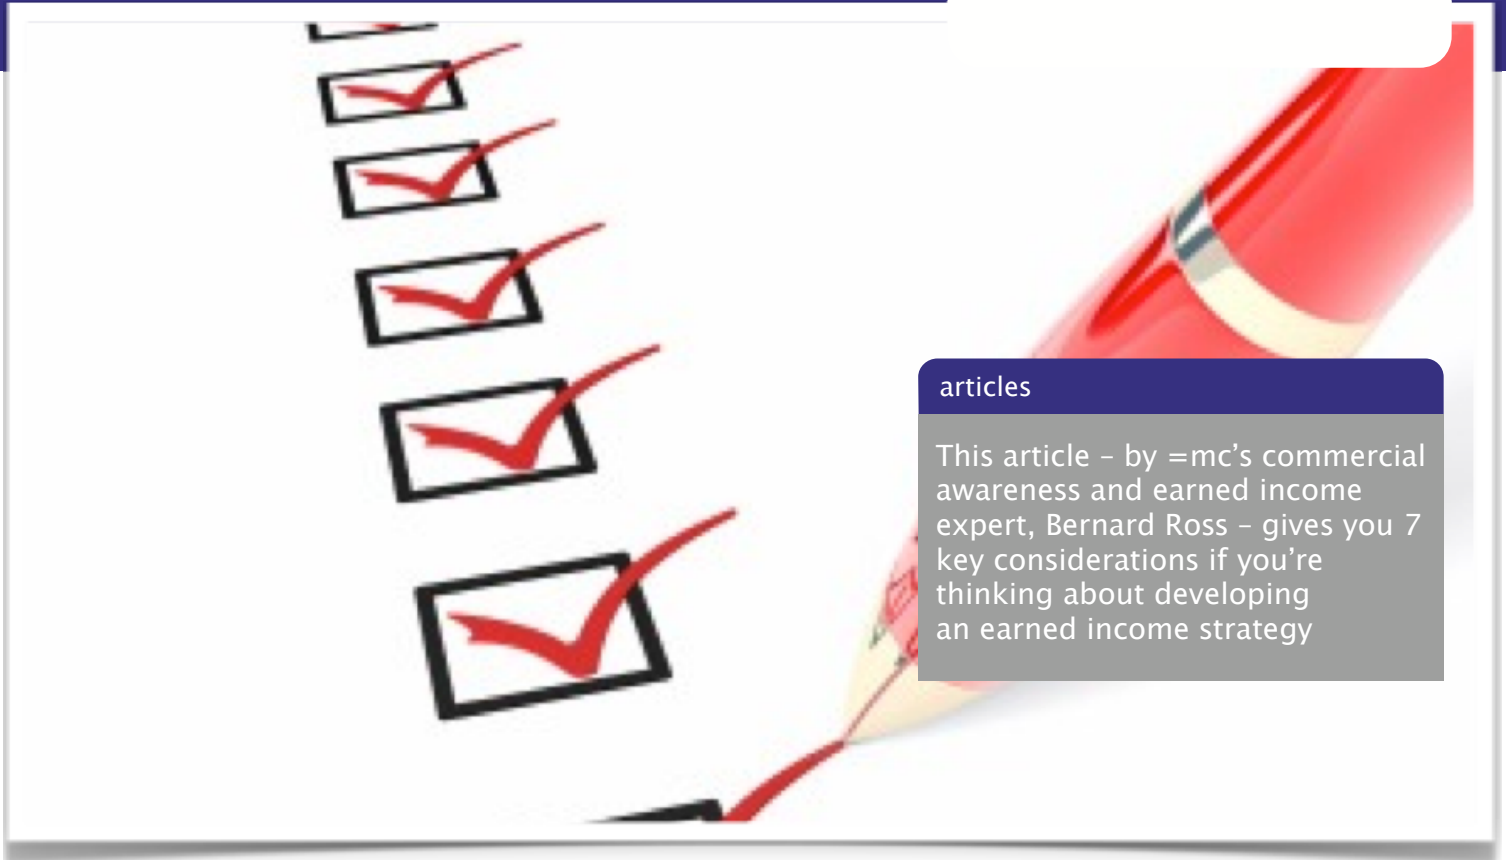 articles
This article – by =mc’s commercial
awareness and earned income
expert, Bernard Ross – gives you 7
key considerations if you’re
thinking about developing
an earned income strategy